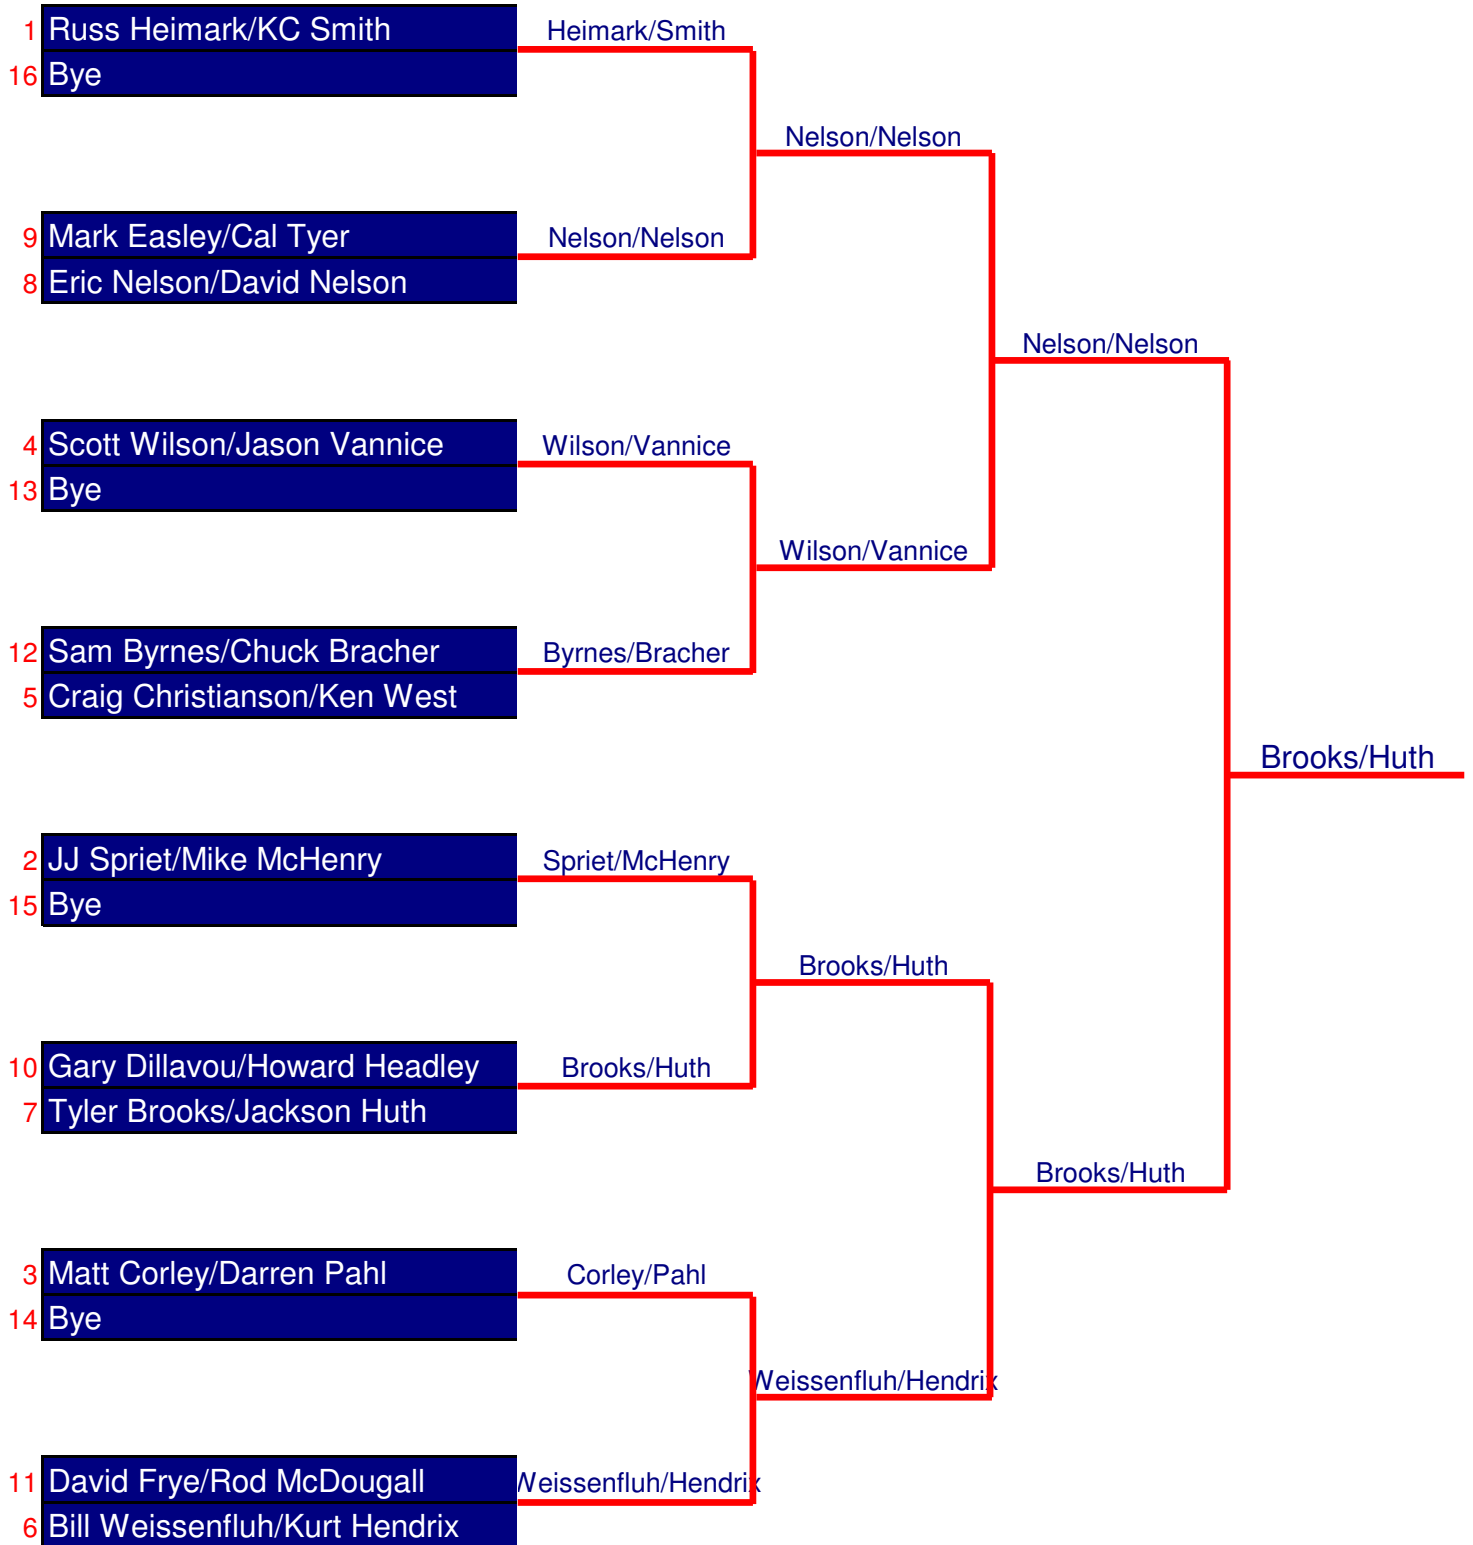 1 Russ Heimark/KC Smith Heimark/Smith
16 Bye
Nelson/Nelson
9 Mark Easley/Cal Tyer Nelson/Nelson
8 Eric Nelson/David Nelson
Nelson/Nelson
4 Scott Wilson/Jason Vannice Wilson/Vannice
13 Bye
Wilson/Vannice
12 Sam Byrnes/Chuck Bracher Byrnes/Bracher
5 Craig Christianson/Ken West
Brooks/Huth
2 JJ Spriet/Mike McHenry Spriet/McHenry
15 Bye
Brooks/Huth
10 Gary Dillavou/Howard Headley Brooks/Huth
7 Tyler Brooks/Jackson Huth
Brooks/Huth
3 Matt Corley/Darren Pahl Corley/Pahl
14 Bye
Weissenfluh/Hendrix
11 David Frye/Rod McDougall Weissenfluh/Hendrix
6 Bill Weissenfluh/Kurt Hendrix